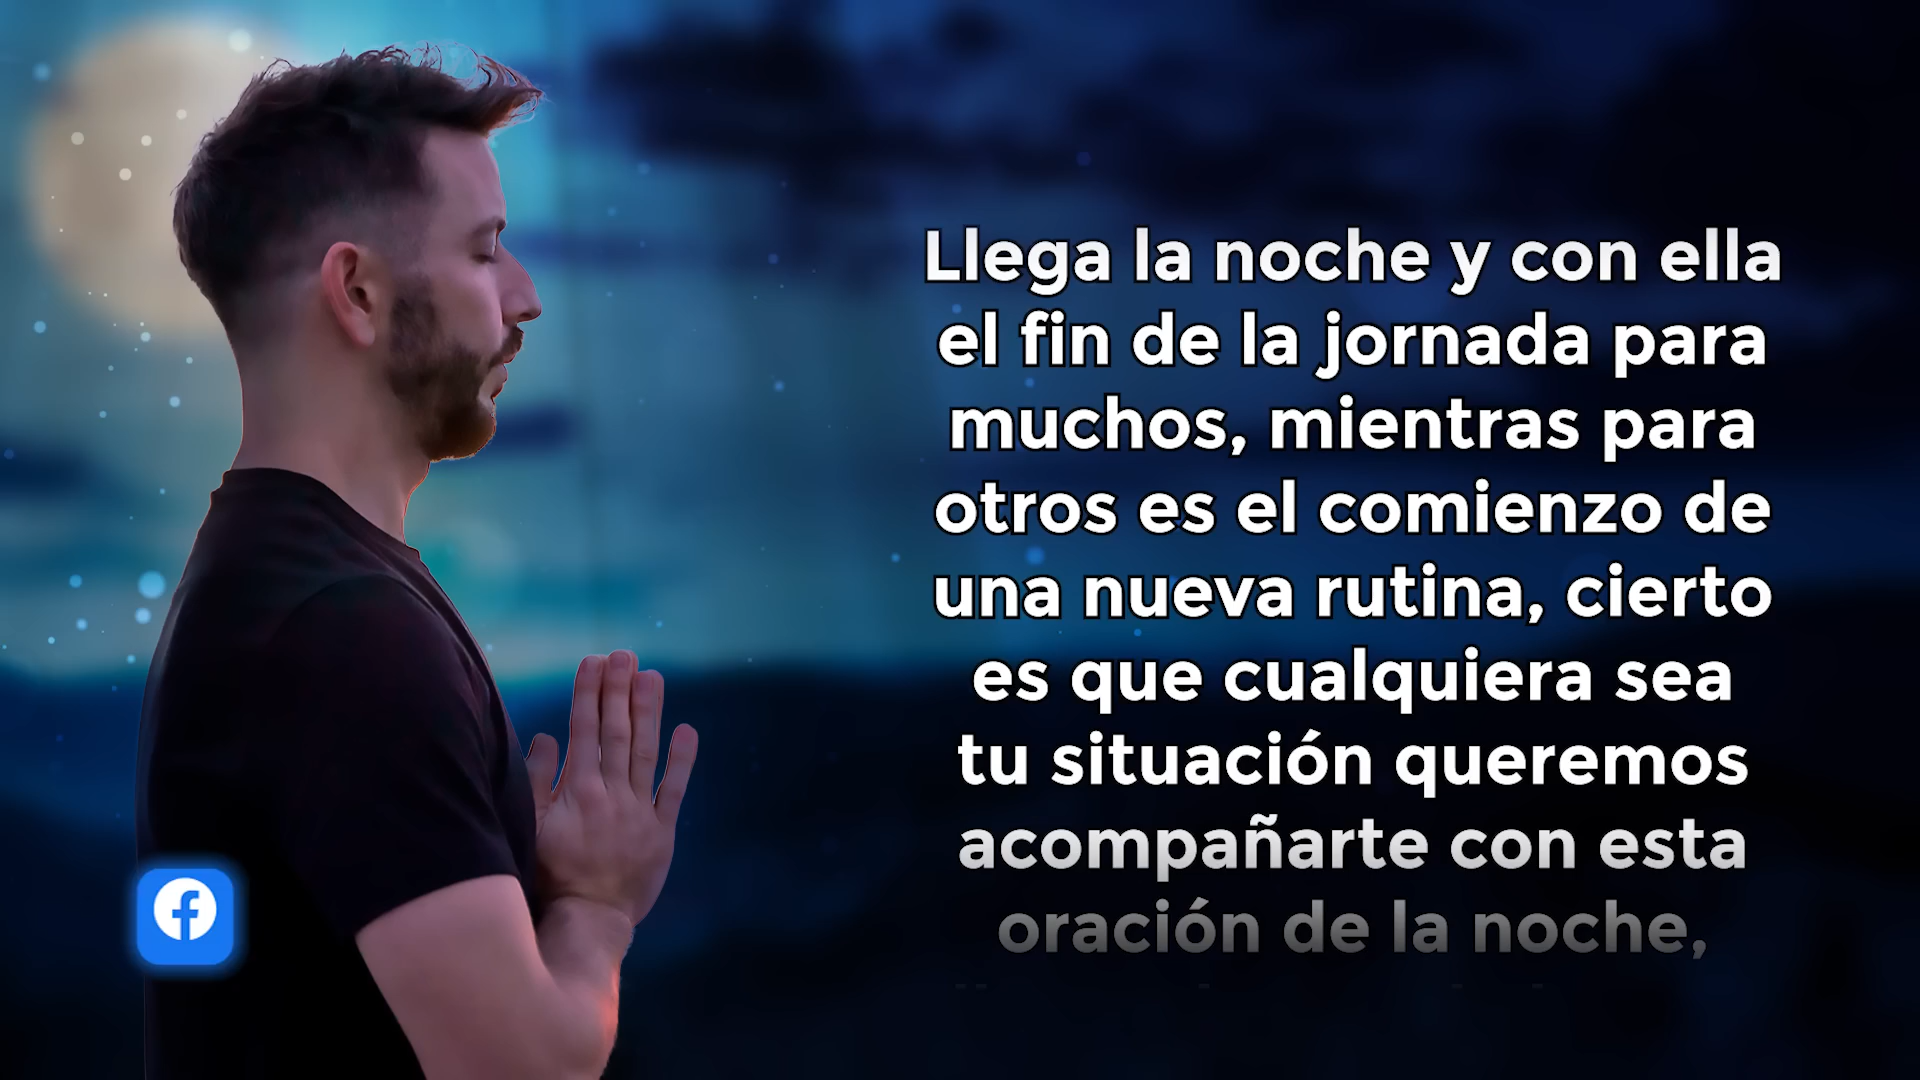 Llega la noche y con ella
el fin de la jornada para
muchos, mientras para
otros es el comienzo de
una nueva rutina, cierto
es que cualquiera sea
tu situación queremos
acompañarte con esta
oración de la noche,